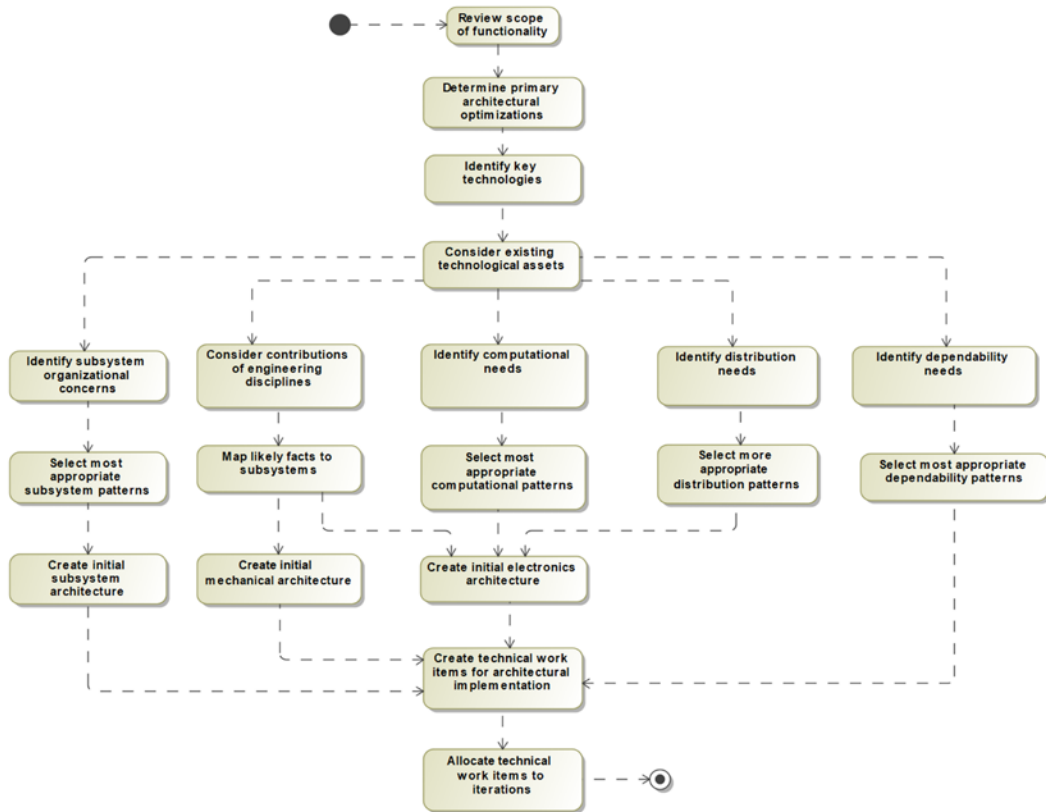 Review scope
of functionality
Determine primary
architectural
optimizations
Identify key
technologies
Consider existing
technological assets
Identify subsystem
organizational
concerns
Consider contributions
of engineering
disciplines
Identify computational
needs
Identify distribution
needs
Identify dependability
needs
Select most
appropriate
subsystem patterns
Map likely facts to
subsystems
Select most
appropriate
computational patterns
Select more
appropriate
distribution patterns
Select most appropriate
dependability patterns
Create initial
subsystem
architecture
Create initial
mechanical architecture
Create initial electronics
architecture
Create technical work
items for architectural
implementation
Allocate technical
work items to
iterations